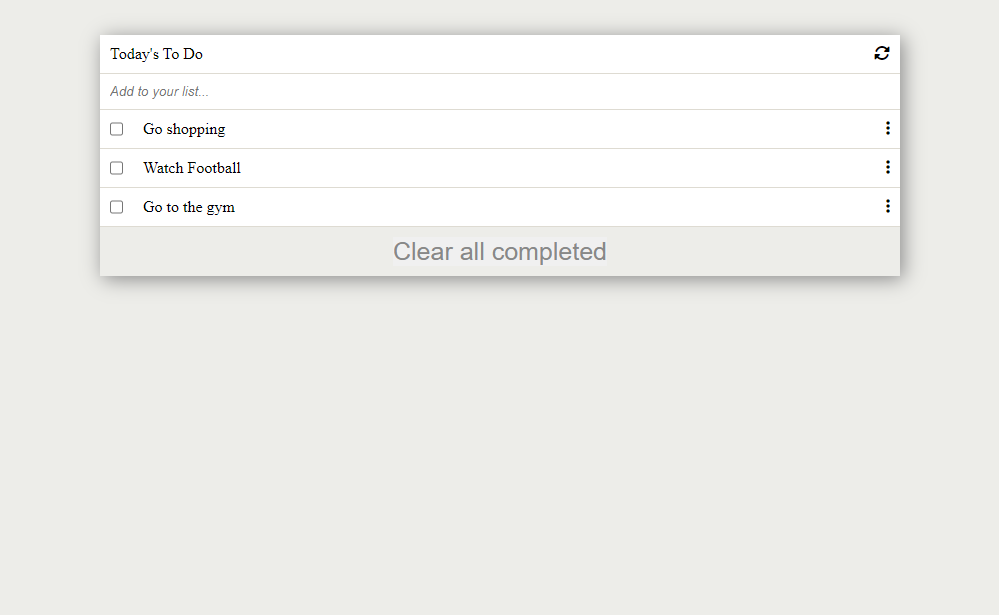 Today's To Do
Add to your list...
Go shopping
Watch Football
Go to the gym
Clear all completed